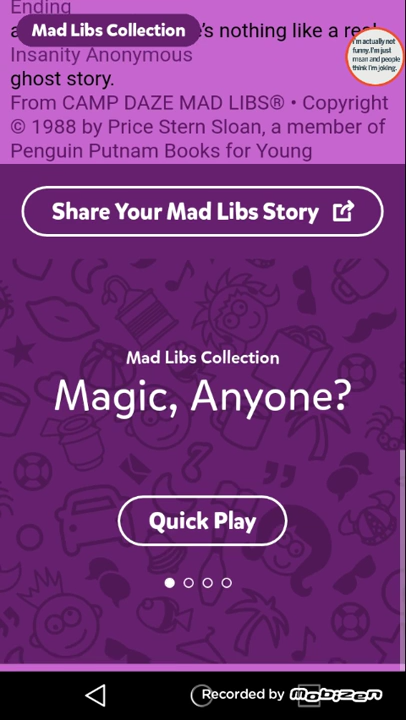 Ending
Mad Libs Collection
a 's nothing like a real
Insanity Anonymous
ghost story.
From CAMP DAZE MAD LIBS® • Copyright
© 1988 by Price Stern Sloan, a member of
Penguin Putnam Books for Young
I'm actually not
funny. I'm just
mean and people
think I'm joking.
Share Your Mad Libs Story
Mad Libs Collection
Magic, Anyone?
Quick Play
Recorded by Mobizen